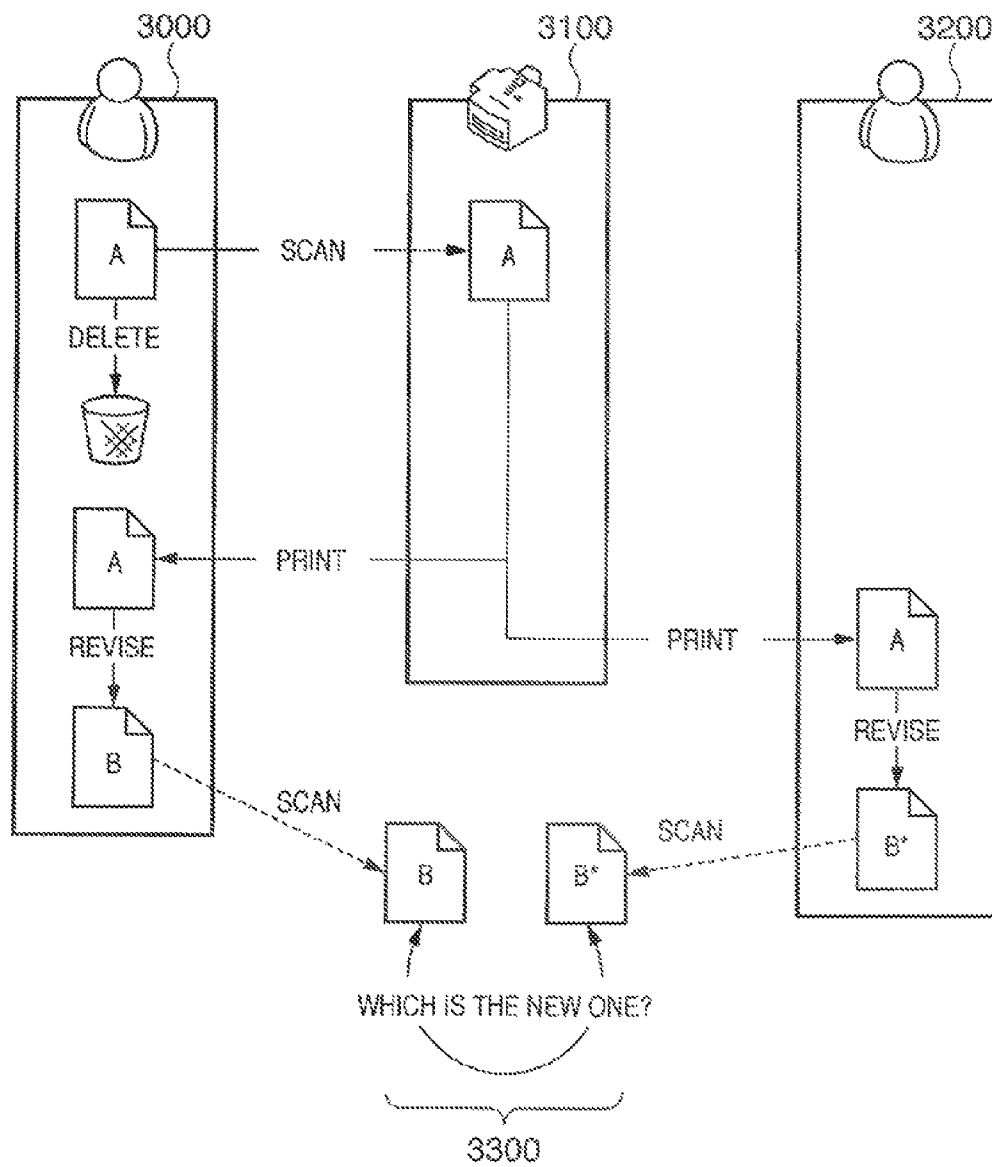 3000
3100
3200
A
SCAN
A
DELETE
A
PRINT
PRINT
A
REVISE
REVISE
B
SCAN
SCAN
B*
B
B*
WHICH IS THE NEW ONE?
3300